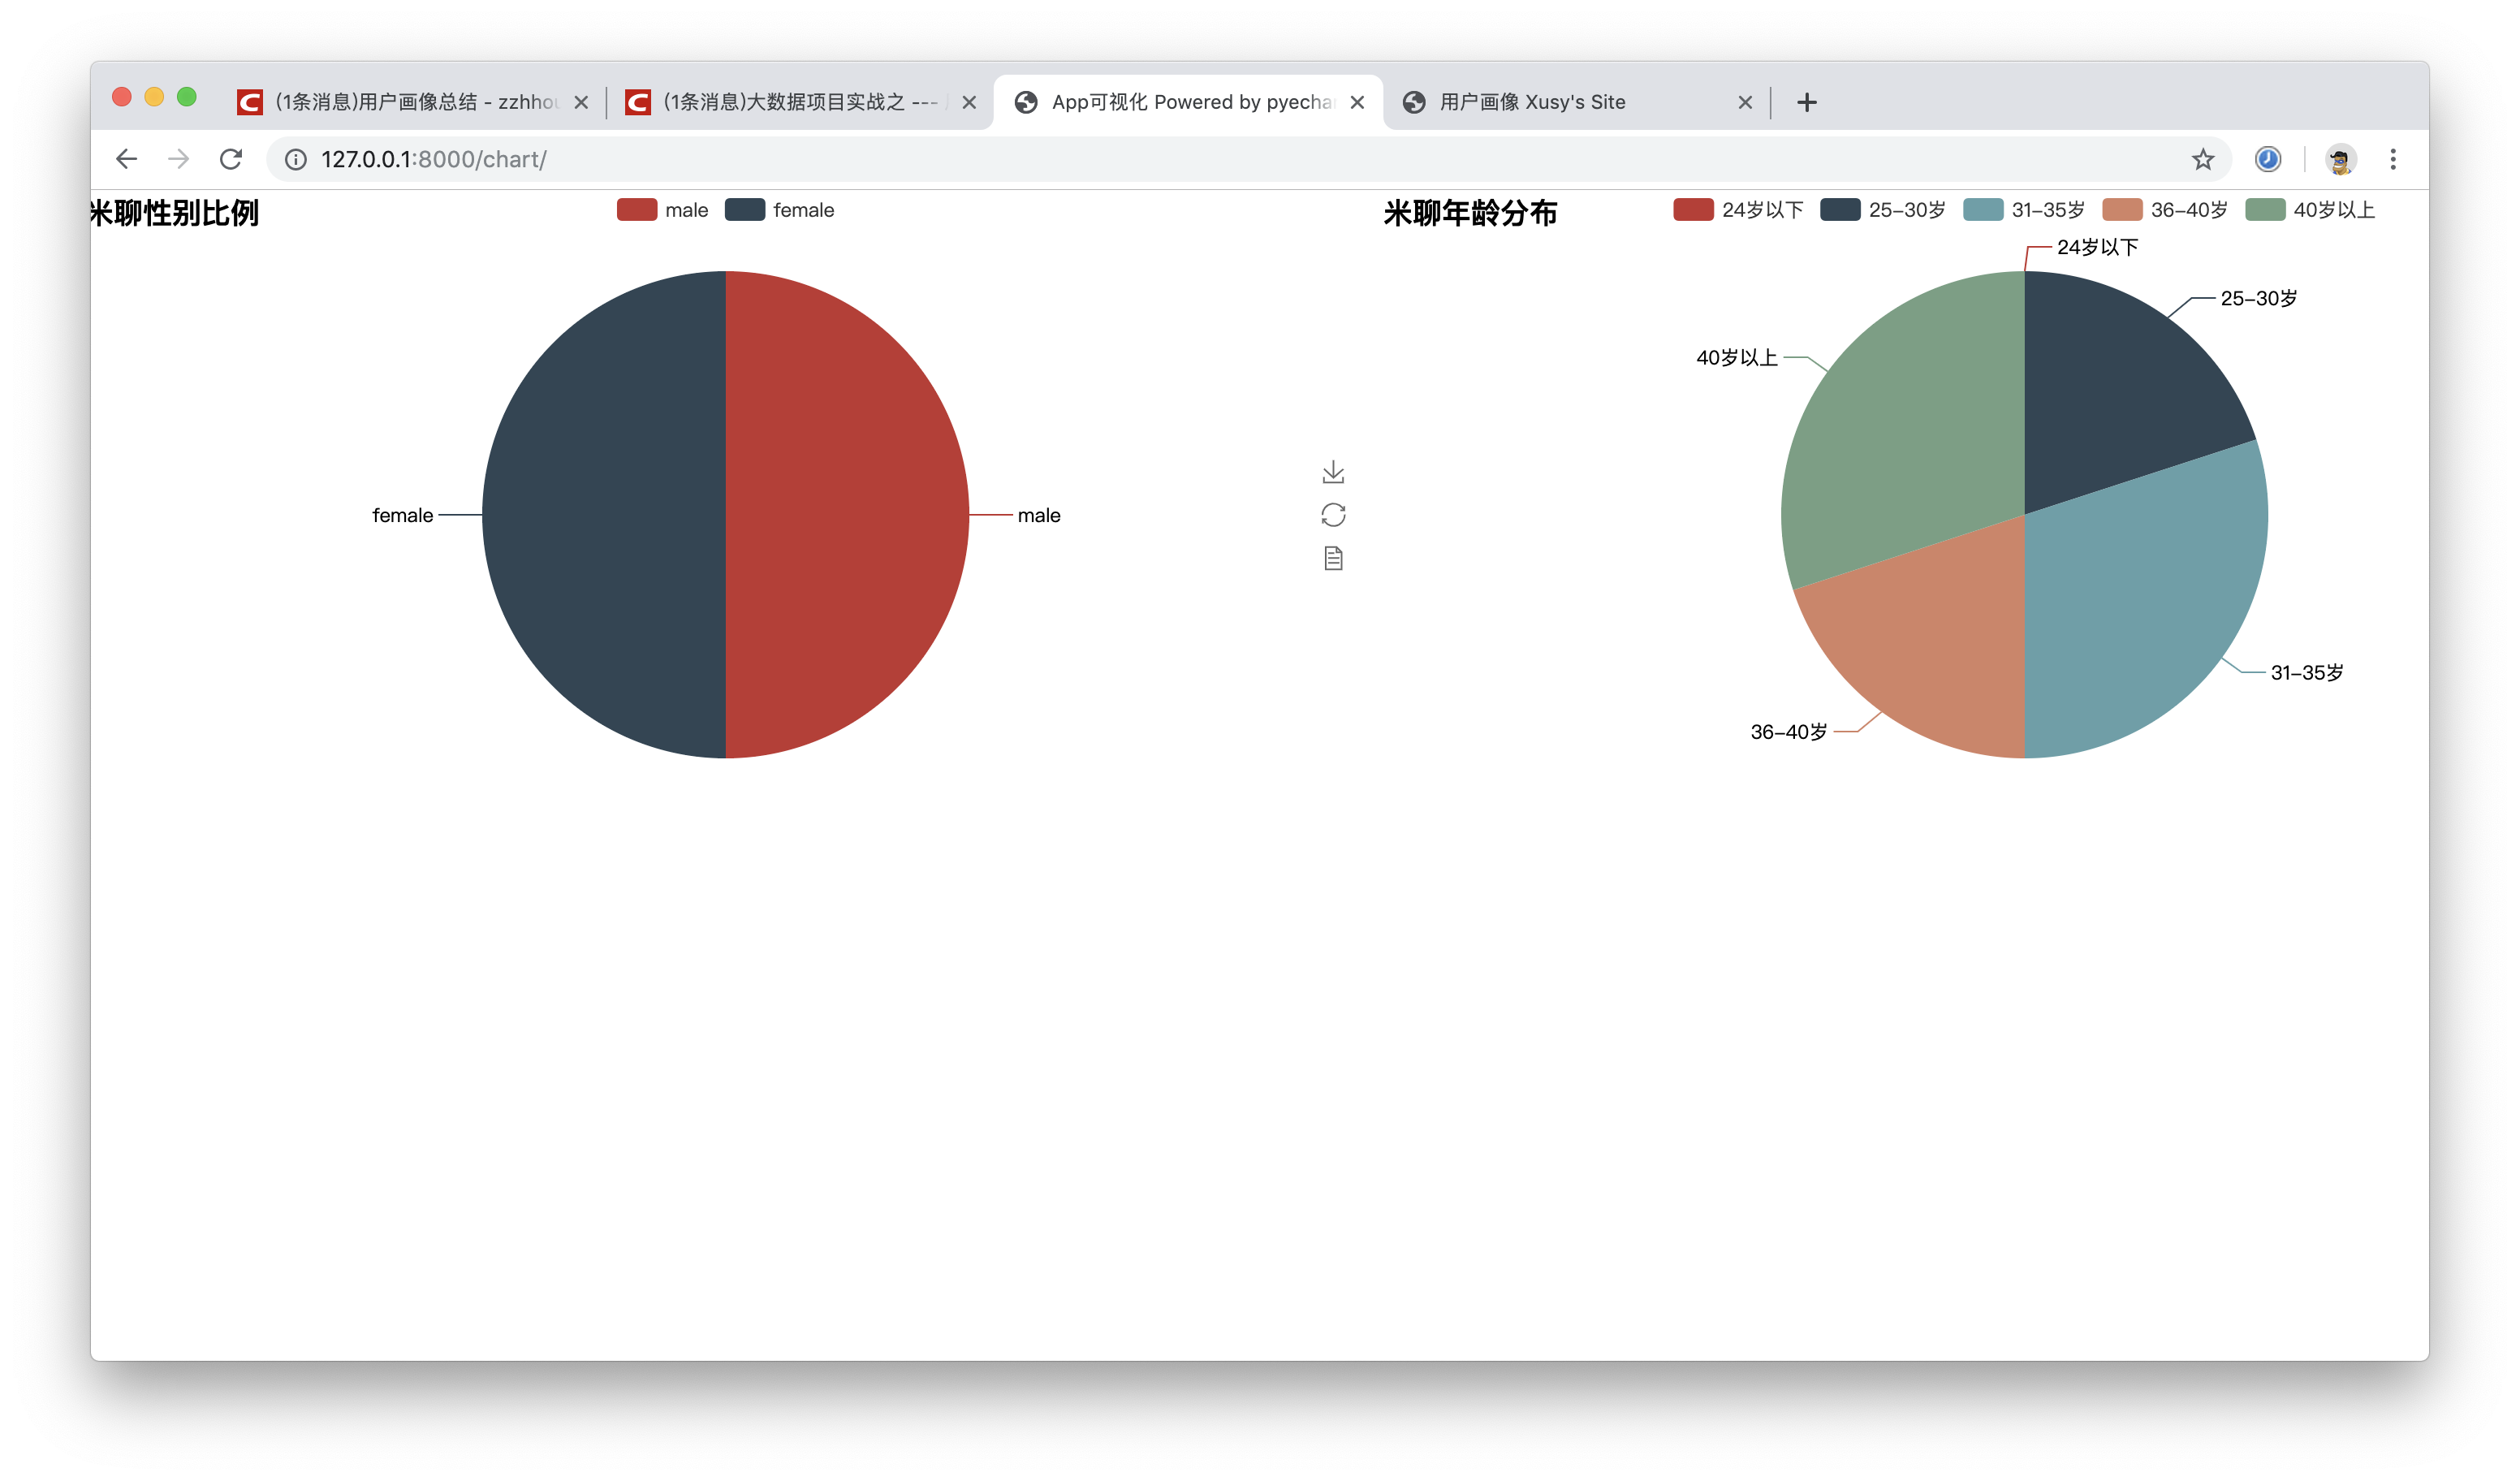 (1条消息)用户画像总结 - zzhhou
(1条消息)大数据项目实战之 ---
App可视化 Powered by pyechar
用户画像 Xusy's Site
127.0.0.1:8000/chart/
米聊性别比例
male
female
female
male
米聊年龄分布
24岁以下
25-30岁
31-35岁
36-40岁
40岁以上
24岁以下
25-30岁
40岁以上
31-35岁
36-40岁